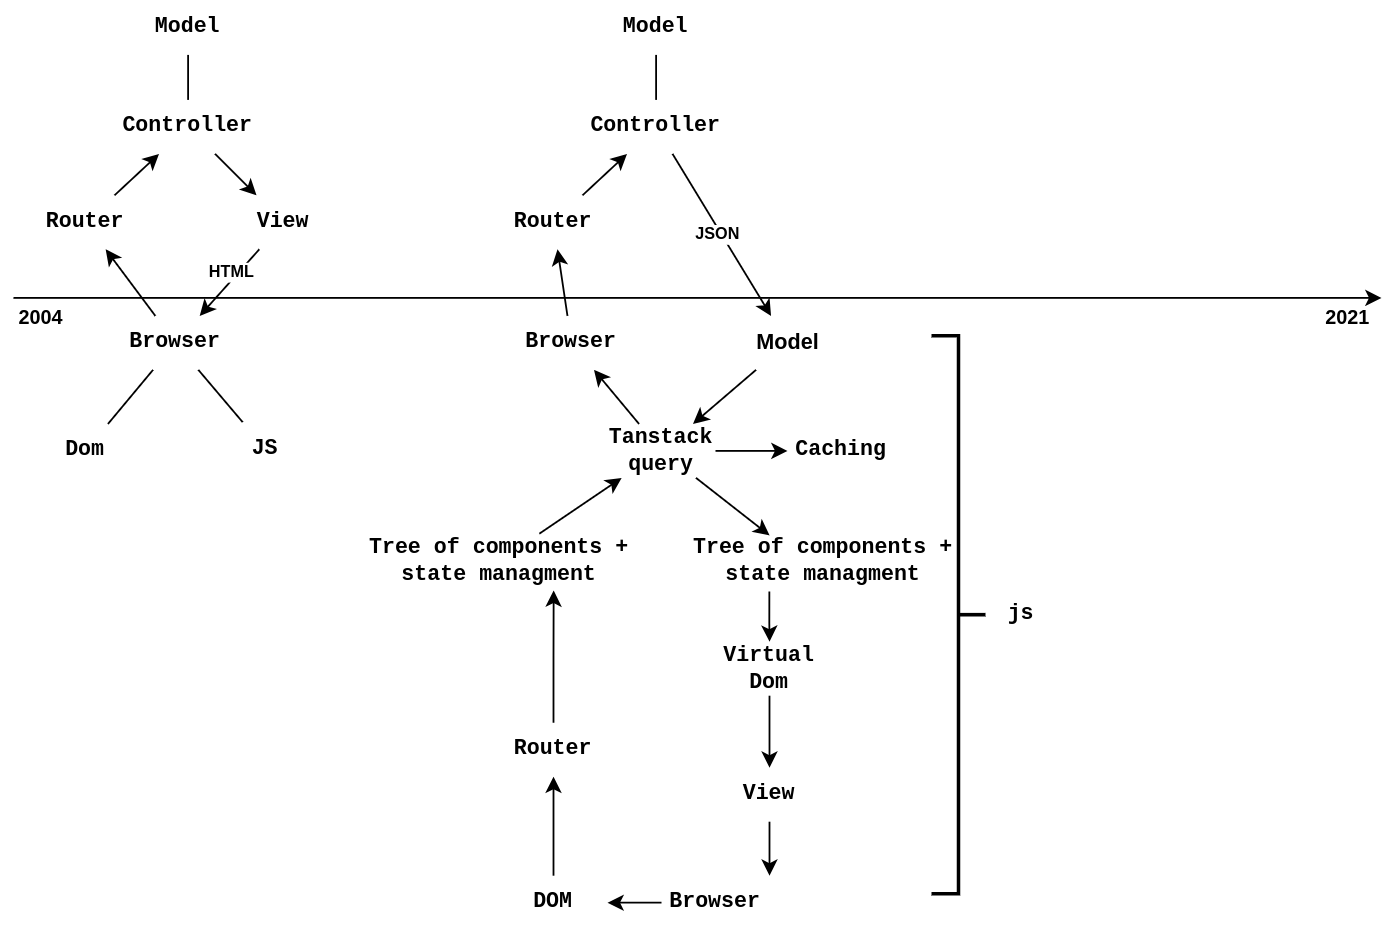 Model
Controller
Router
View
HTML
2004
Browser
Dom
JS
Model
Controller
Router
JSON
2021
Browser
Model
Tanstack
query
Caching
Tree of components +
state managment
Tree of components +
state managment
js
Virtual
Dom
Router
View
DOM
Browser